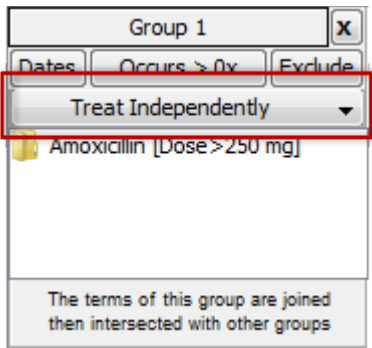 Group 1 x
Dates Occurs > 0x Exclude
Treat Independently
Amoxicillin [Dose>250 mg]
The terms of this group are joined
then intersected with other groups